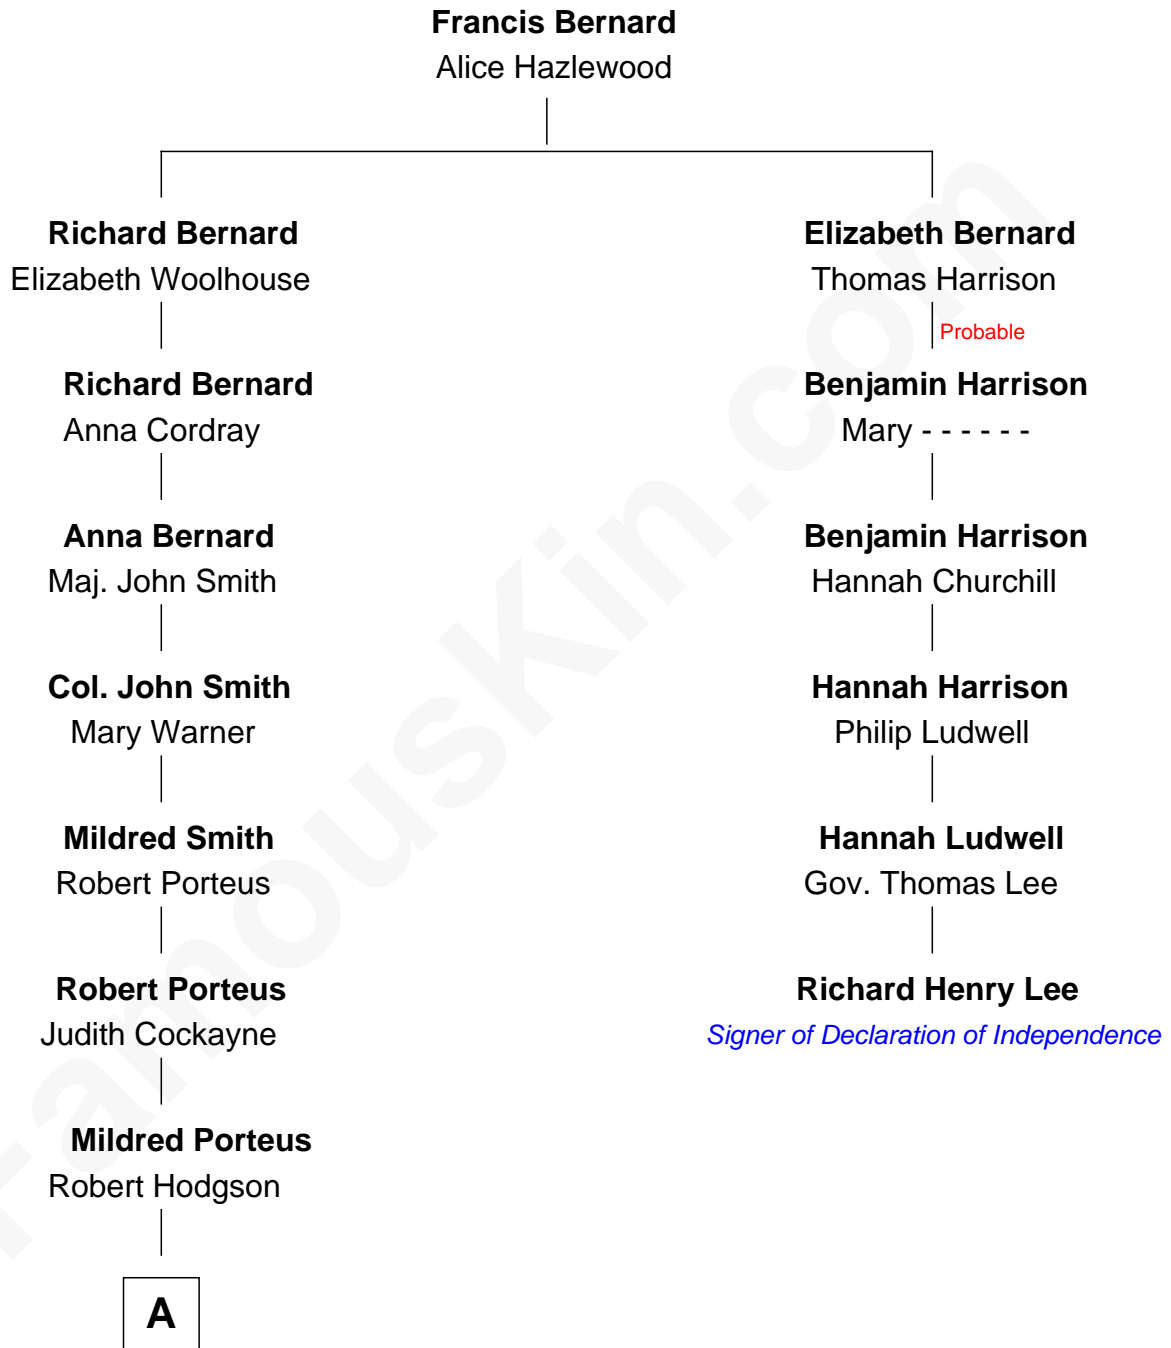 Francis Bernard
Alice Hazlewood
Richard Bernard
Elizabeth Woolhouse
Elizabeth Bernard
Thomas Harrison
Probable
Richard Bernard
Anna Cordray
Benjamin Harrison
Mary - - - - - -
Anna Bernard
Maj. John Smith
Benjamin Harrison
Hannah Churchill
Col. John Smith
Mary Warner
Hannah Harrison
Philip Ludwell
Mildred Smith
Robert Porteus
Hannah Ludwell
Gov. Thomas Lee
Robert Porteus
Judith Cockayne
Richard Henry Lee
Signer of Declaration of Independence
Mildred Porteus
Robert Hodgson
A
FamousKin.com